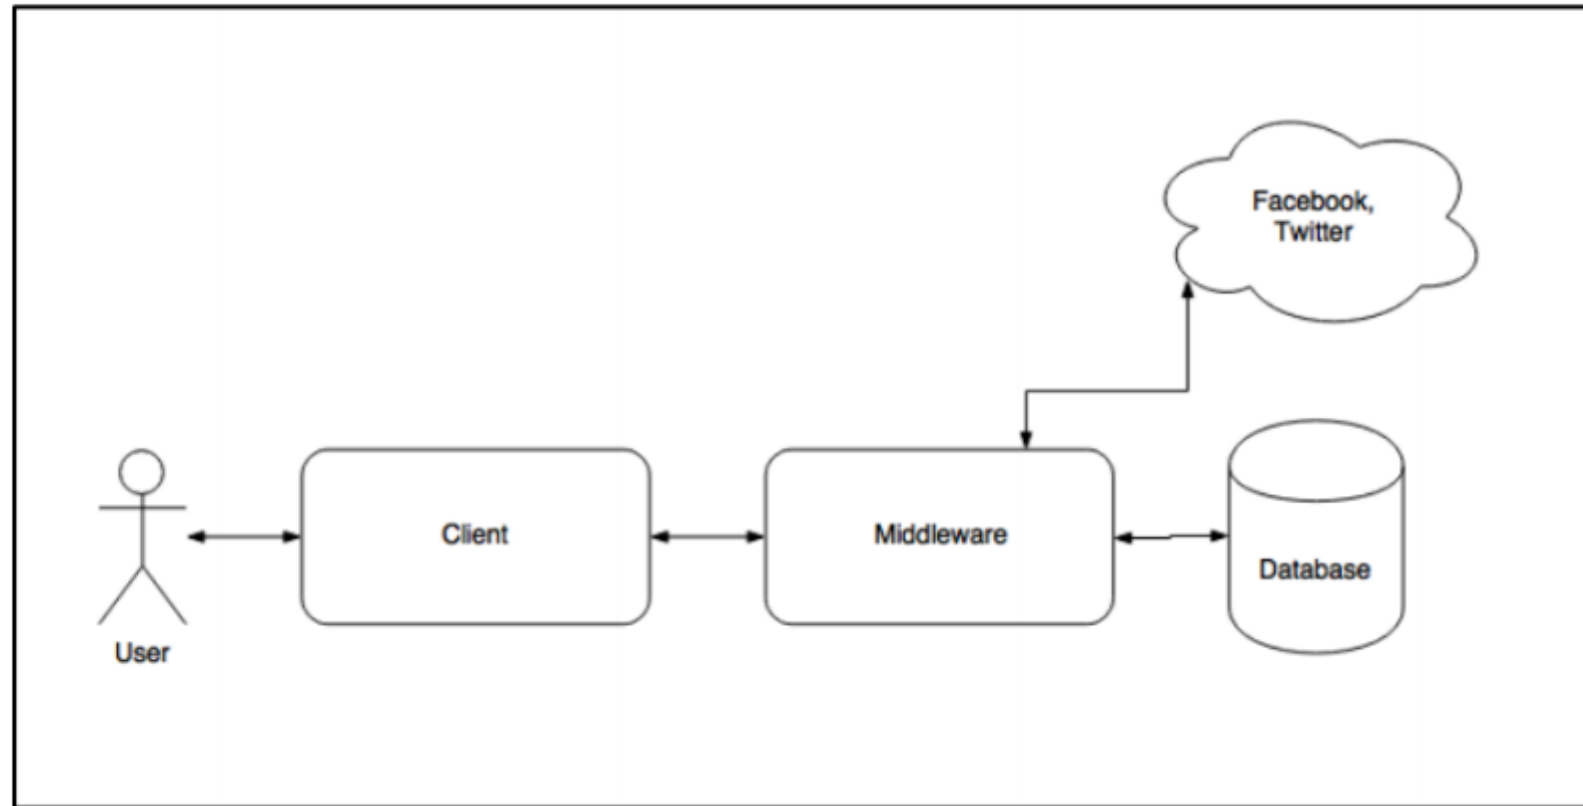 Facebook,
Twitter
Client
Middleware
Database
User